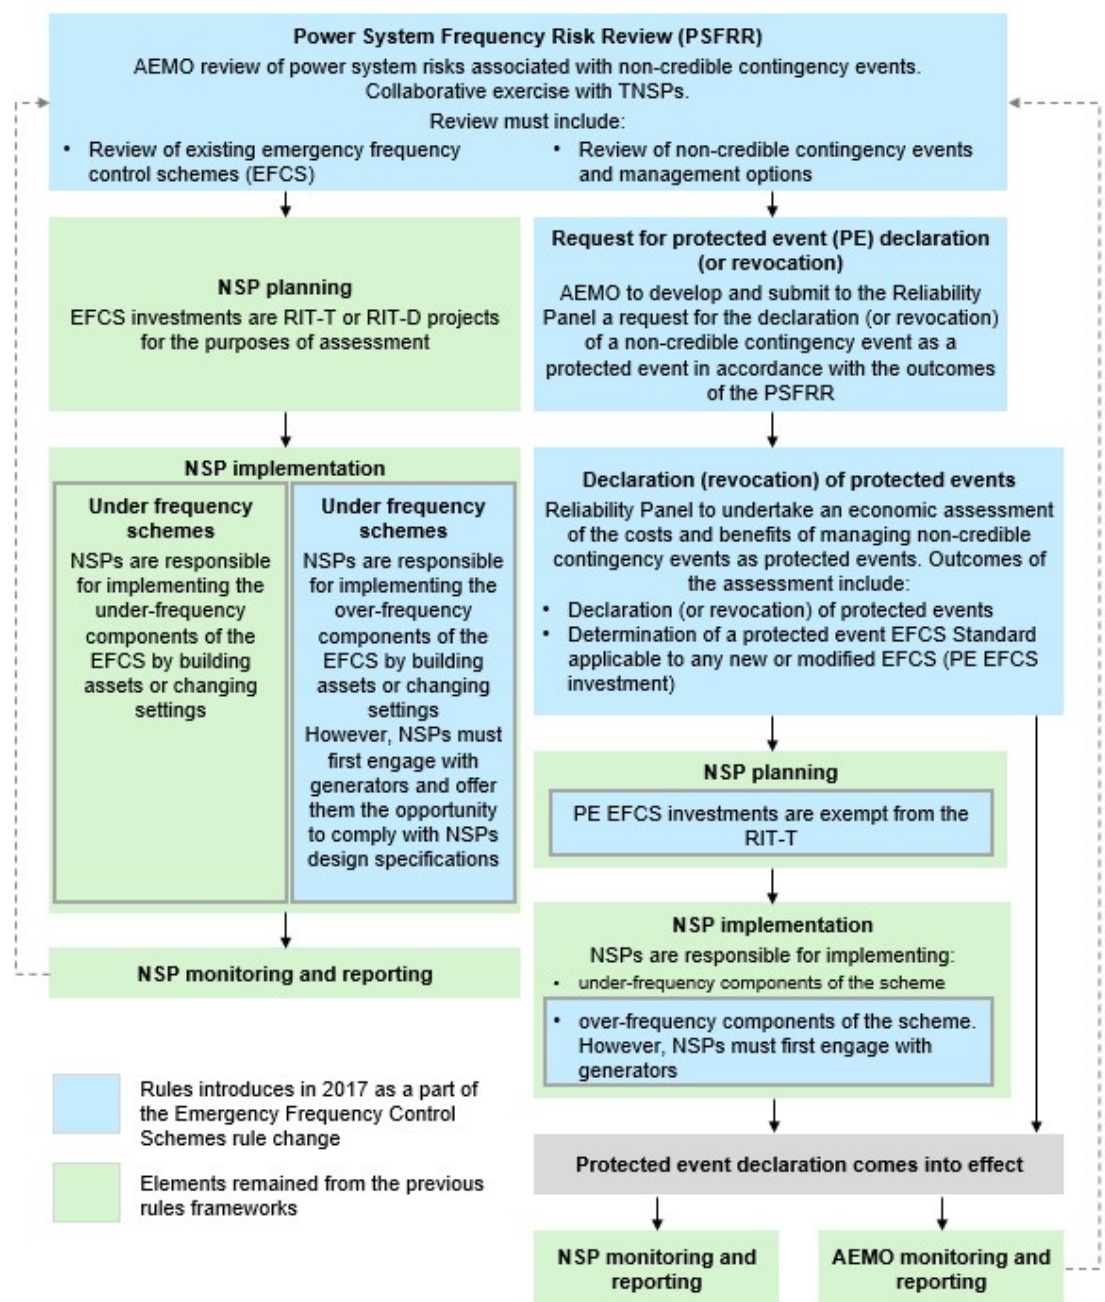 Power System Frequency Risk Review (PSFRR)
AEMO review of power system risks associated with non-credible contingency events.
Collaborative exercise with TNSPs.
Review must include:
• Review of existing emergency frequency
control schemes (EFCS)
• Review of non-credible contingency events
and management options
NSP planning
EFCS investments are RIT-T or RIT-D projects
for the purposes of assessment
Request for protected event (PE) declaration
(or revocation)
AEMO to develop and submit to the Reliability
Panel a request for the declaration (or revocation)
of a non-credible contingency event as a
protected event in accordance with the outcomes
of the PSFRR
NSP implementation
Under frequency
schemes
NSPs are responsible
for implementing the
under-frequency
components of the
EFCS by building
assets or changing
settings
Under frequency
schemes
NSPs are responsible
for implementing the
over-frequency
components of the
EFCS by building
assets or changing
settings
However, NSPs must
first engage with
generators and offer
them the opportunity
to comply with NSPs
design specifications
NSP monitoring and reporting
Declaration (revocation) of protected events
Reliability Panel to undertake an economic assessment
of the costs and benefits of managing non-credible
contingency events as protected events. Outcomes of
the assessment include:
• Declaration (or revocation) of protected events
• Determination of a protected event EFCS Standard
applicable to any new or modified EFCS (PE EFCS
investment)
NSP planning
PE EFCS investments are exempt from the
RIT-T
NSP implementation
NSPs are responsible for implementing:
• under-frequency components of the scheme
• over-frequency components of the scheme.
However, NSPs must first engage with
generators
Protected event declaration comes into effect
NSP monitoring and
reporting
AEMO monitoring and
reporting
Rules introduces in 2017 as a part of
the Emergency Frequency Control
Schemes rule change
Elements remained from the previous
rules frameworks